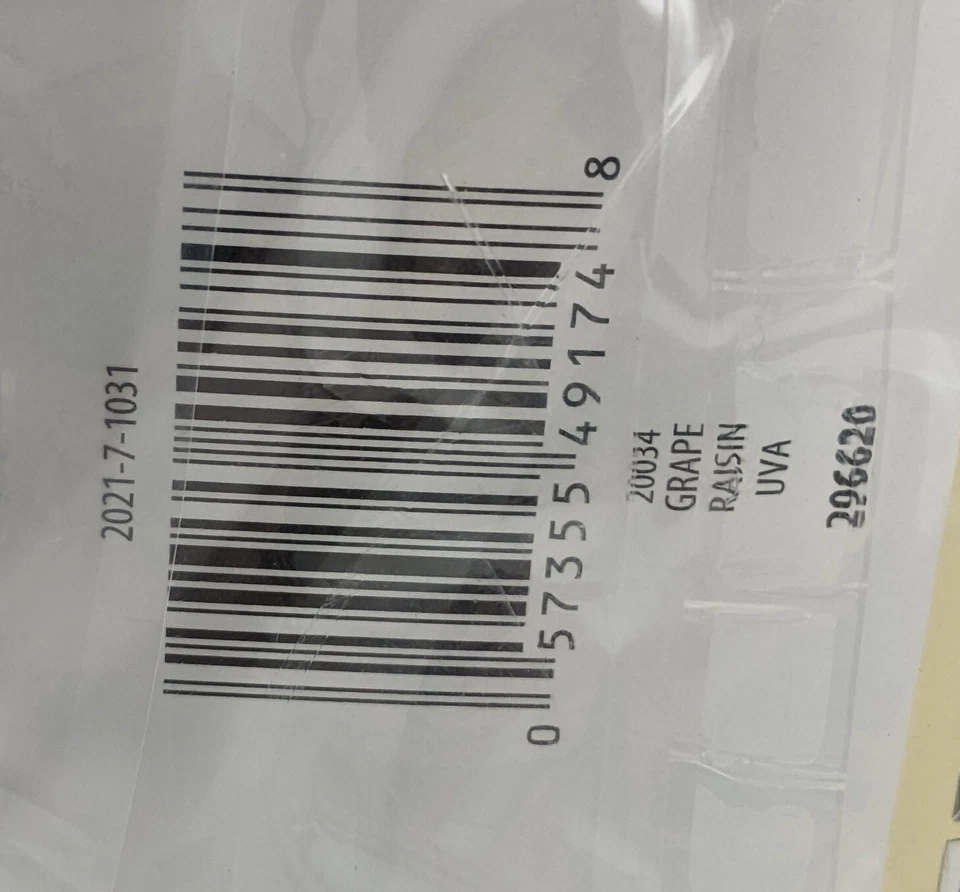 2021-7-1031
0 57355 49174 8
20034
GRAPE
RAISIN
UVA
296620